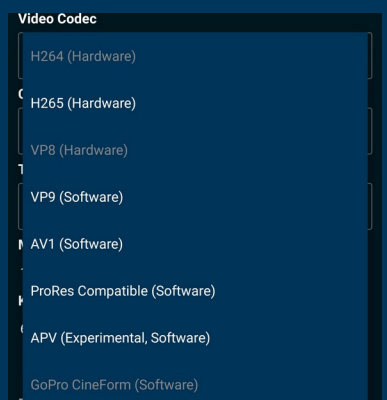 Video Codec
H264 (Hardware)
H265 (Hardware)
VP8 (Hardware)
VP9 (Software)
AV1 (Software)
ProRes Compatible (Software)
APV (Experimental, Software)
GoPro CineForm (Software)